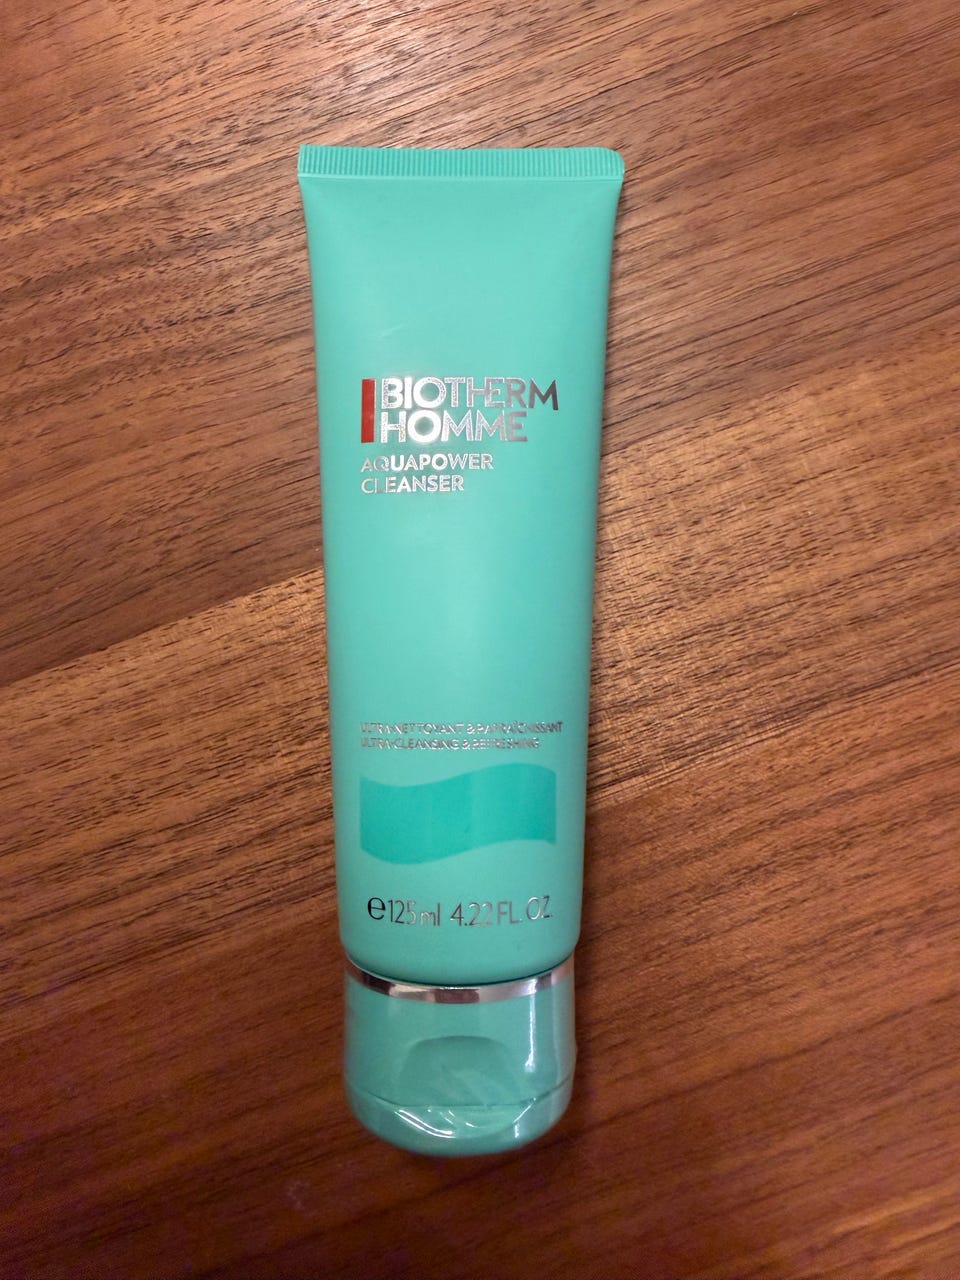 BIOTHERM
HOMME
AQUAPOWER
CLEANSER
ULTRA-NETTOYANT & RAFRAÎCHISSANT
ULTRA-CLEANSING & REFRESHING
℮125 ml 4.22 FL. OZ.